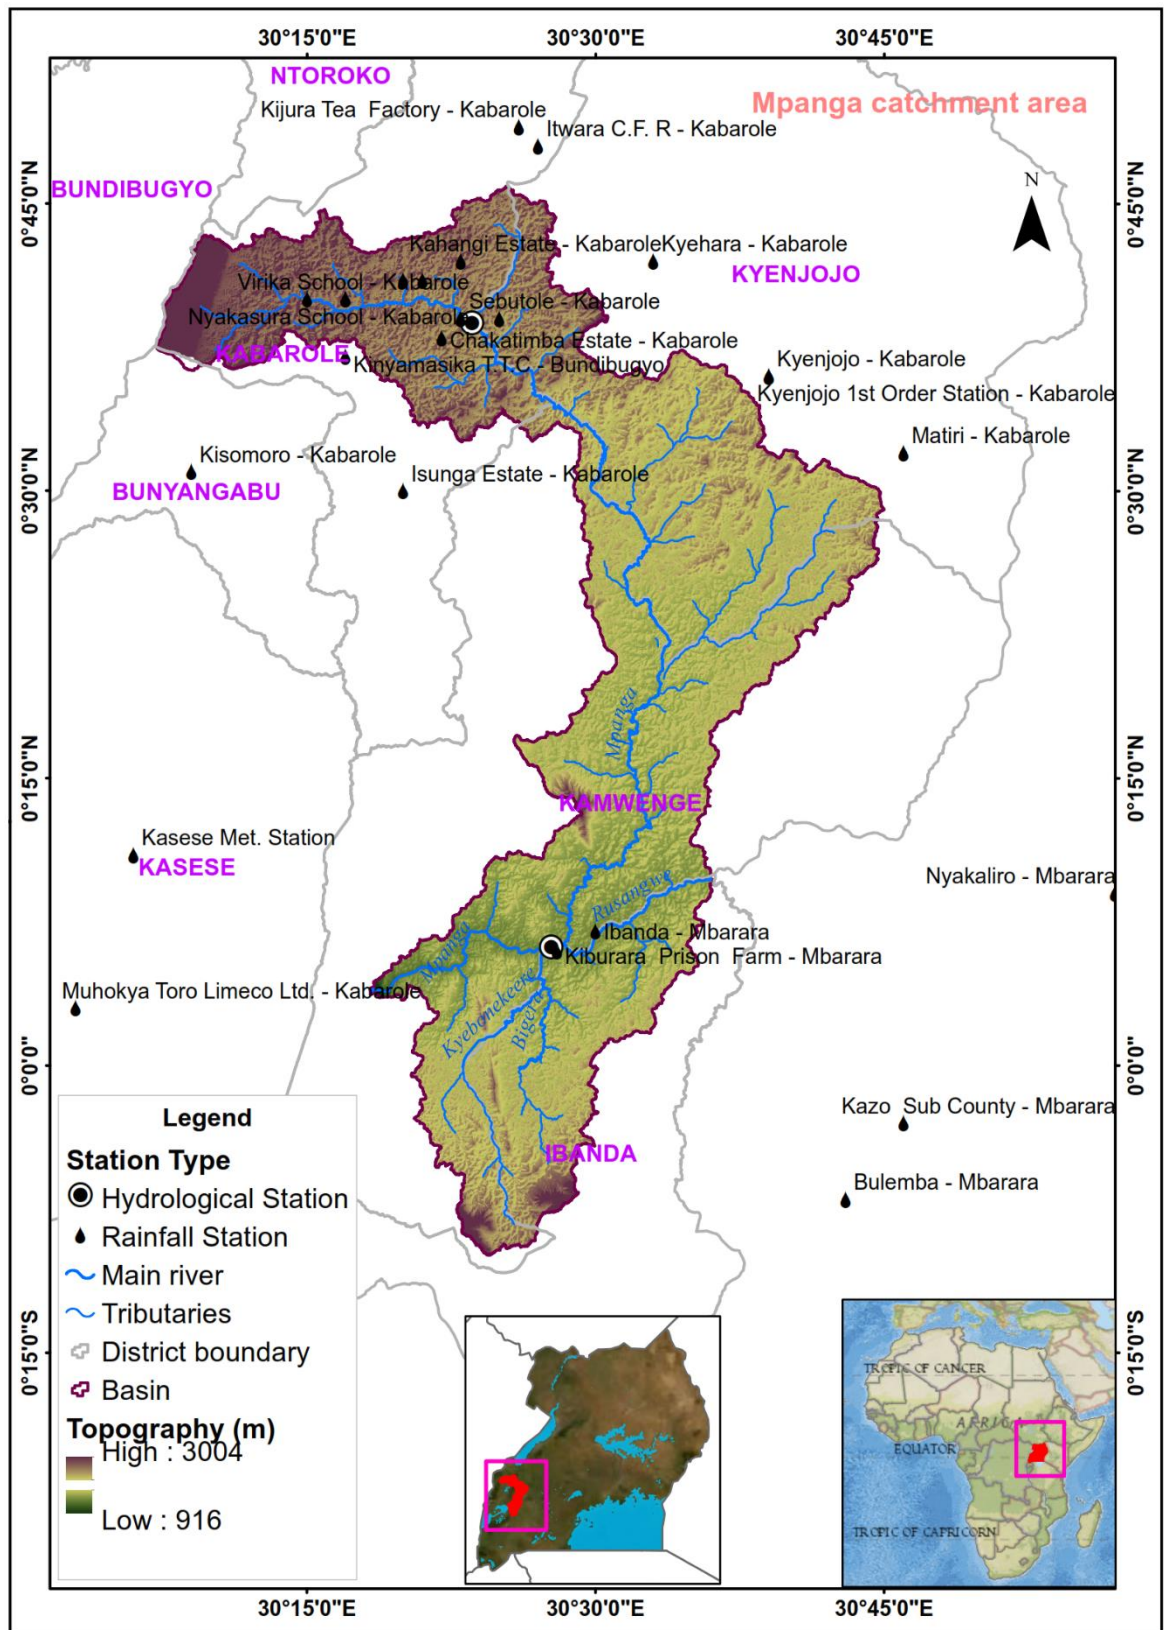 30°15'0"E 30°30'0"E 30°45'0"E
NTOROKO
Kijura Tea Factory - Kabarole
Mpanga catchment area
Itwara C.F. R - Kabarole
N
BUNDIBUGYO
0°45'0"N
0°45'0"N
Kahangi Estate - Kabarole
Kyehara - Kabarole
KYENJOJO
Virika School - Kabarole
Sebutole - Kabarole
Nyakasura School - Kabarole
Chakatimba Estate - Kabarole
KABAROLE
Kinyamasika T.T.C - Bundibugyo
Kyenjojo - Kabarole
Kyenjojo 1st Order Station - Kabarole
Matiri - Kabarole
Kisomoro - Kabarole
Isunga Estate - Kabarole
BUNYANGABU
0°30'0"N
0°30'0"N
Mpanga
0°15'0"N
0°15'0"N
KAMWENGE
Kasese Met. Station
KASESE
Nyakaliro - Mbarara
Rusangwe
Ibanda - Mbarara
Mpanga
Kiburara Prison Farm - Mbarara
Muhokya Toro Limeco Ltd. - Kabarole
Kyebonekeere
Bigera
0°0'0"
0°0'0"
Kazo Sub County - Mbarara
IBANDA
Bulemba - Mbarara
Legend
Station Type
Hydrological Station
Rainfall Station
Main river
Tributaries
District boundary
Basin
Topography (m)
High : 3004
Low : 916
0°15'0"S
0°15'0"S
TROPIC OF CANCER
AFRICA
EQUATOR
TROPIC OF CAPRICORN
30°15'0"E 30°30'0"E 30°45'0"E